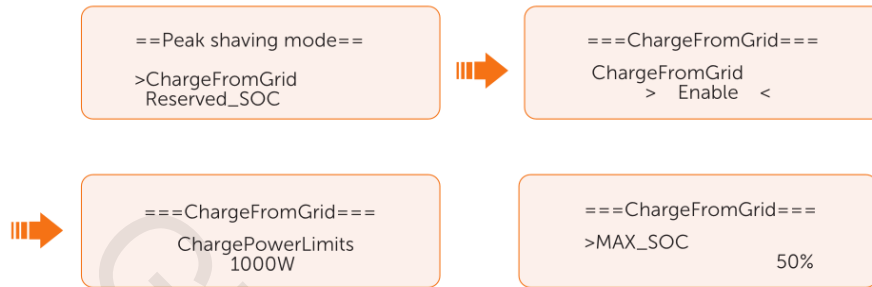 ==Peak shaving mode==
>ChargeFromGrid
Reserved_SOC
===ChargeFromGrid===
ChargeFromGrid
> Enable <
===ChargeFromGrid===
ChargePowerLimits
1000W
===ChargeFromGrid===
>MAX_SOC
50%